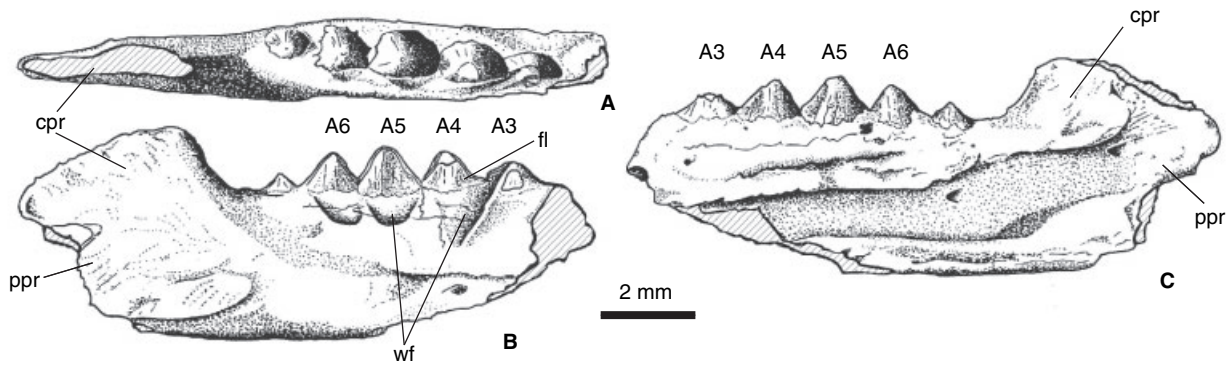 A
cpr
A6 A5 A4 A3
fl
ppr
B
wf
2 mm
cpr
A3 A4 A5 A6
ppr
C